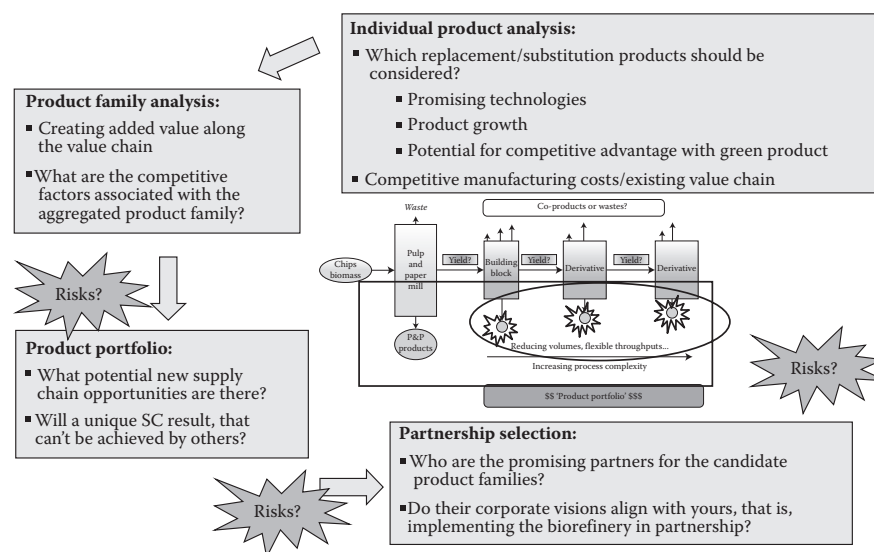 Individual product analysis:
▪ Which replacement/substitution products should be
considered?
▪ Promising technologies
▪ Product growth
▪ Potential for competitive advantage with green product
▪ Competitive manufacturing costs/existing value chain
Product family analysis:
▪ Creating added value along
the value chain
▪What are the competitive
factors associated with the
aggregated product family?
Risks?
Product portfolio:
▪ What potential new supply
chain opportunities are there?
▪ Will a unique SC result, that
can't be achieved by others?
Waste
Co-products or wastes?
Chips
biomass
Pulp
and
paper
mill
Yield?
Building
block
Yield?
Derivative
Yield?
Derivative
P&P
products
Reducing volumes, flexible throughputs...
Increasing process complexity
$$ 'Product portfolio' $$$
Risks?
Risks?
Partnership selection:
▪Who are the promising partners for the candidate
product families?
▪Do their corporate visions align with yours, that is,
implementing the biorefinery in partnership?